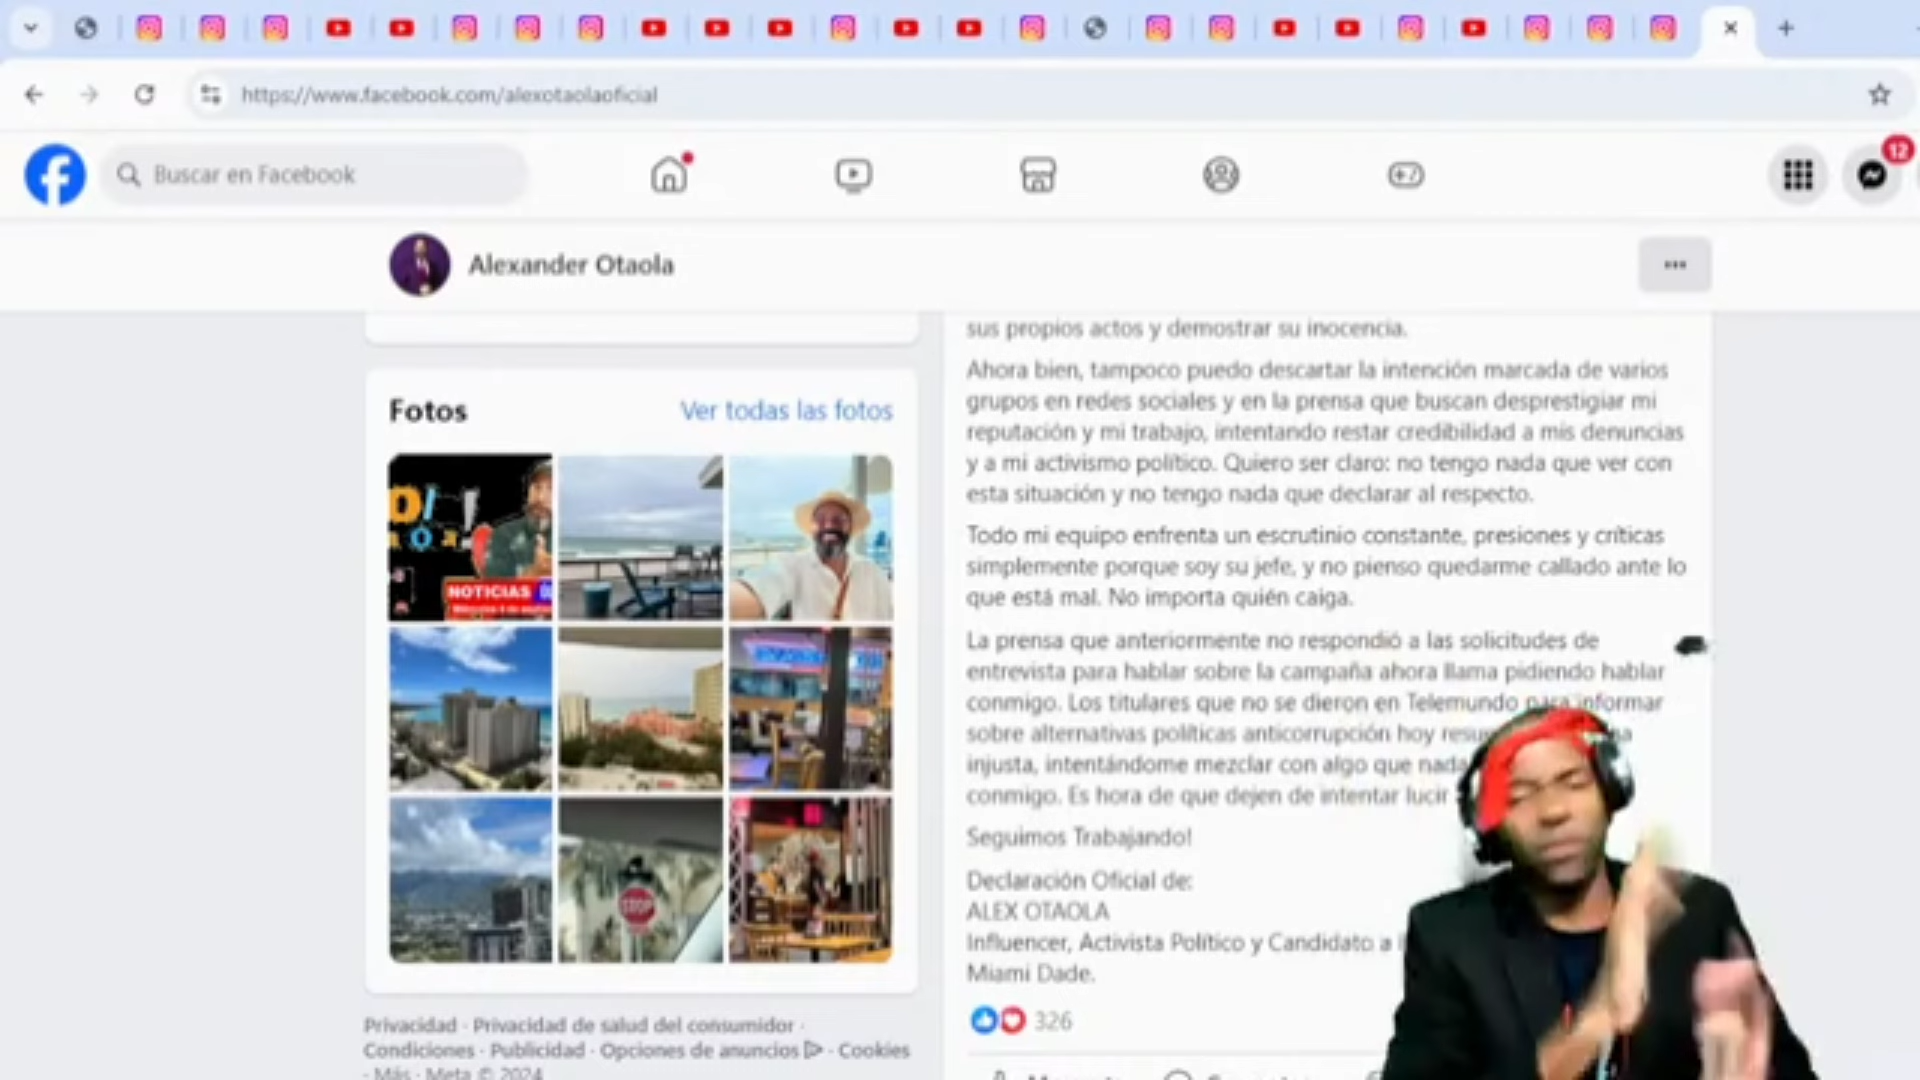 https://www.facebook.com/alexotaolaoficial
Buscar en Facebook
12
Alexander Otaola
Fotos
Ver todas las fotos
NOTICIAS
STOP
Privacidad · Privacidad de salud del consumidor ·
Condiciones · Publicidad · Opciones de anuncios · Cookies
· Más · Meta © 2024
sus propios actos y demostrar su inocencia.
Ahora bien, tampoco puedo descartar la intención marcada de varios
grupos en redes sociales y en la prensa que buscan desprestigiar mi
reputación y mi trabajo, intentando restar credibilidad a mis denuncias
y a mi activismo político. Quiero ser claro: no tengo nada que ver con
esta situación y no tengo nada que declarar al respecto.
Todo mi equipo enfrenta un escrutinio constante, presiones y críticas
simplemente porque soy su jefe, y no pienso quedarme callado ante lo
que está mal. No importa quién caiga.
La prensa que anteriormente no respondió a las solicitudes de
entrevista para hablar sobre la campaña ahora llama pidiendo hablar
conmigo. Los titulares que no se dieron en Telemundo para informar
sobre alternativas políticas anticorrupción hoy
injusta, intentándome mezclar con algo que nada
conmigo. Es hora de que dejen de intentar lucir
Seguimos Trabajando!
Declaración Oficial de:
ALEX OTAOLA
Influencer, Activista Político y Candidato a
Miami Dade.
326